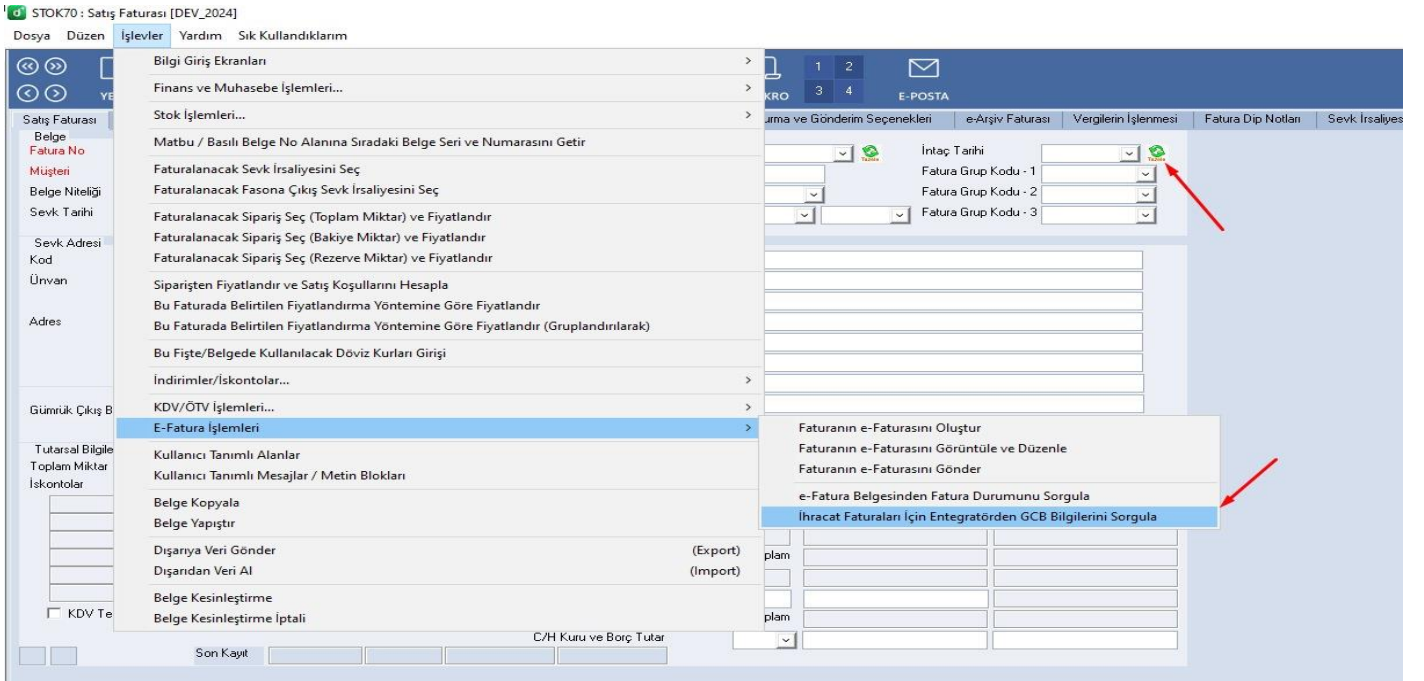 STOK70 : Satış Faturası [DEV_2024]
Dosya Düzen İşlevler Yardım Sık Kullandıklarım
Bilgi Giriş Ekranları
Finans ve Muhasebe İşlemleri...
Stok İşlemleri...
Matbu / Basılı Belge No Alanına Sıradaki Belge Seri ve Numarasını Getir
Faturalanacak Sevk İrsaliyesini Seç
Faturalanacak Fasona Çıkış Sevk İrsaliyesini Seç
Faturalanacak Sipariş Seç (Toplam Miktar) ve Fiyatlandır
Faturalanacak Sipariş Seç (Bakiye Miktar) ve Fiyatlandır
Faturalanacak Sipariş Seç (Rezerve Miktar) ve Fiyatlandır
Siparişten Fiyatlandır ve Satış Koşullarını Hesapla
Bu Faturada Belirtilen Fiyatlandırma Yöntemine Göre Fiyatlandır
Bu Faturada Belirtilen Fiyatlandırma Yöntemine Göre Fiyatlandır (Gruplandırılarak)
Bu Fişte/Belgede Kullanılacak Döviz Kurları Girişi
İndirimler/İskontolar...
KDV/ÖTV İşlemleri...
E-Fatura İşlemleri
Kullanıcı Tanımlı Alanlar
Kullanıcı Tanımlı Mesajlar / Metin Blokları
Belge Kopyala
Belge Yapıştır
Dışarıya Veri Gönder (Export)
Dışarıdan Veri Al (Import)
Belge Kesinleştirme
Belge Kesinleştirme İptali
Faturanın e-Faturasını Oluştur
Faturanın e-Faturasını Görüntüle ve Düzenle
Faturanın e-Faturasını Gönder
e-Fatura Belgesinden Fatura Durumunu Sorgula
İhracat Faturaları İçin Entegratörden GCB Bilgilerini Sorgula
YE
KRO
1 2
3 4
E-POSTA
Satış Faturası
urma ve Gönderim Seçenekleri e-Arşiv Faturası Vergilerin İşlenmesi Fatura Dip Notları Sevk İrsaliyes
Belge
Fatura No
Müşteri
Belge Niteliği
Sevk Tarihi
İntaç Tarihi
Fatura Grup Kodu - 1
Fatura Grup Kodu - 2
Fatura Grup Kodu - 3
Sevk Adresi
Kod
Ünvan
Adres
Gümrük Çıkış B
Tutarsal Bilgile
Toplam Miktar
İskontolar
plam
KDV Te
plam
C/H Kuru ve Borç Tutar
Son Kayıt